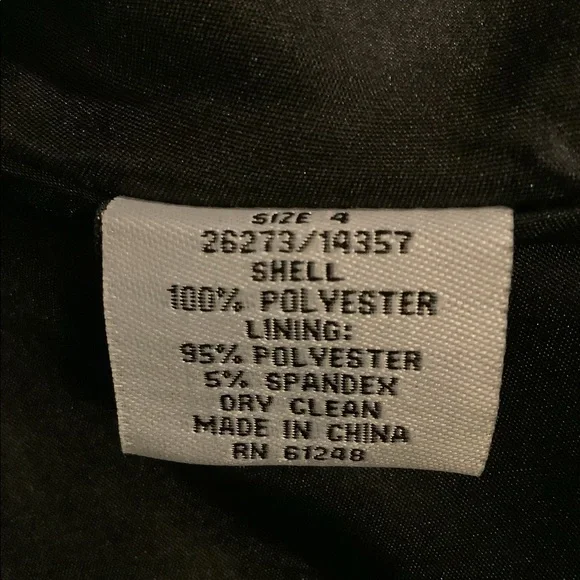 SIZE 4
26273/14357
SHELL
100% POLYESTER
LINING:
95% POLYESTER
5% SPANDEX
DRY CLEAN
MADE IN CHINA
RN 61248